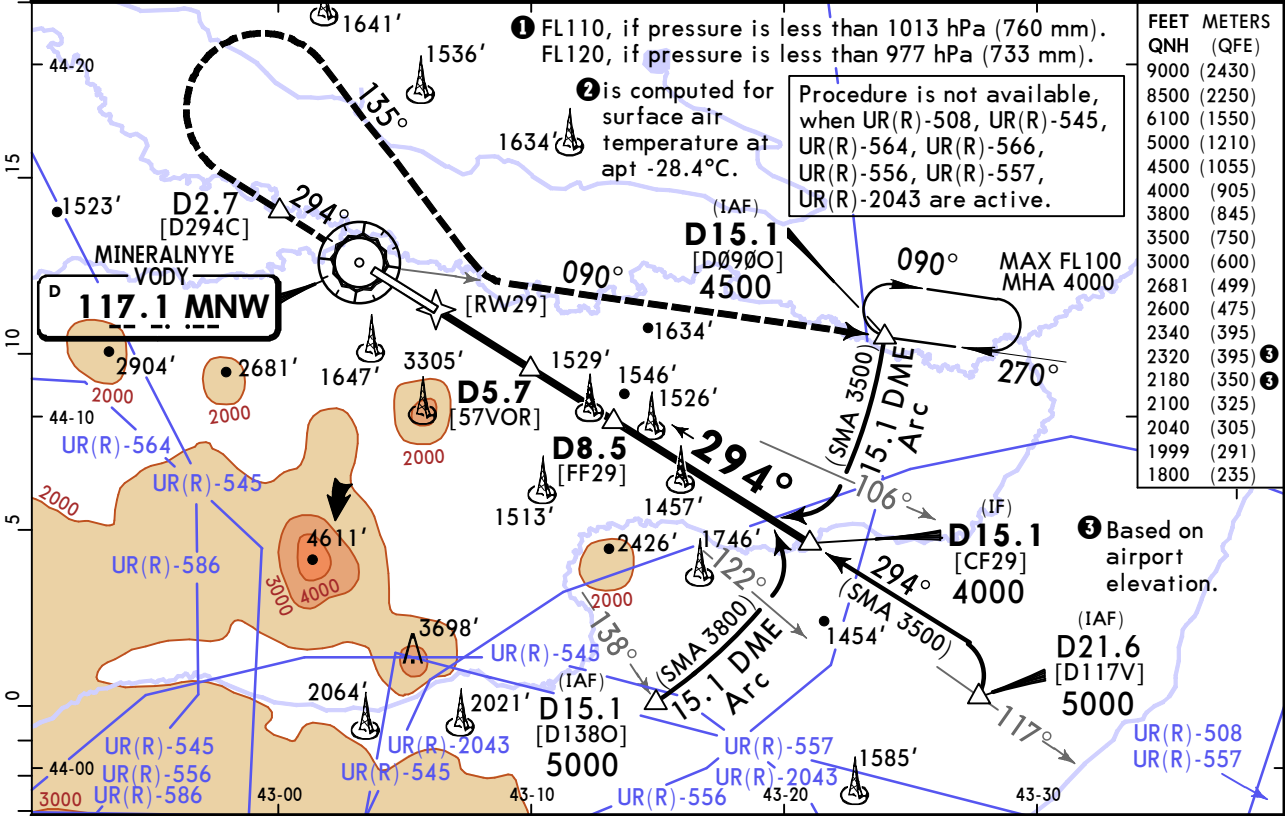 1641'
❶ FL110, if pressure is less than 1013 hPa (760 mm).
FL120, if pressure is less than 977 hPa (733 mm).
FEET METERS
QNH (QFE)
9000 (2430)
8500 (2250)
6100 (1550)
5000 (1210)
4500 (1055)
4000 (905)
3800 (845)
3500 (750)
3000 (600)
2681 (499)
2600 (475)
2340 (395)
2320 (395) ❸
2180 (350) ❸
2100 (325)
2040 (305)
1999 (291)
1800 (235)
44-20
1536'
135°
❷ is computed for
surface air
temperature at
apt -28.4°C.
1634'
Procedure is not available,
when UR(R)-508, UR(R)-545,
UR(R)-564, UR(R)-566,
UR(R)-556, UR(R)-557,
UR(R)-2043 are active.
15
1523'
D2.7
[D294C]
294°
(IAF)
D15.1
[DØ9ØO]
4500
MINERALNYYE
VODY
D 117.1 MNW
090°
090°
MAX FL100
MHA 4000
270°
[RW29]
1634'
10
2904'
2000
2681'
2000
1647'
3305'
2000
D5.7
[57VOR]
1529'
1546'
1526'
(SMA 3500)
15.1 DME
Arc
44-10
UR(R)-564
UR(R)-545
D8.5
[FF29]
294°
106°
1513'
1457'
2000
5
4611'
3000
4000
UR(R)-586
2426'
2000
1746'
122°
(IF)
D15.1
[CF29]
4000
❸ Based on
airport
elevation.
294°
(SMA 3500)
138°
(SMA 3800)
15.1 DME
Arc
1454'
(IAF)
D21.6
[D117V]
5000
117°
3698'
UR(R)-545
0
2064'
2021'
(IAF)
D15.1
[D138O]
5000
UR(R)-545
UR(R)-556
UR(R)-586
UR(R)-2043
UR(R)-545
UR(R)-557
UR(R)-2043
UR(R)-556
1585'
UR(R)-508
UR(R)-557
44-00
3000
43-00
43-10
43-20
43-30